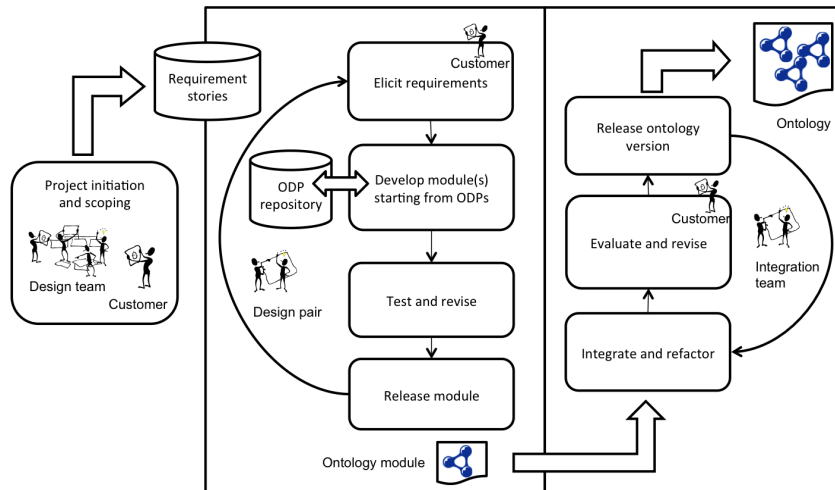 Project initiation
and scoping
Design team
Customer
Requirement
stories
Customer
Elicit requirements
ODP
repository
Develop module(s)
starting from ODPs
Design pair
Test and revise
Release module
Ontology module
Ontology
Release ontology
version
Customer
Evaluate and revise
Integration
team
Integrate and refactor